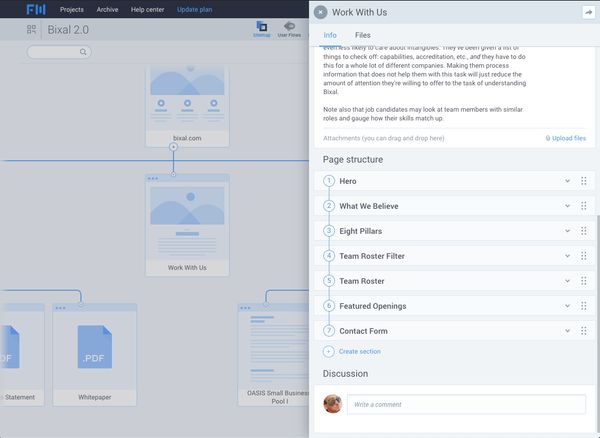 Projects
Archive
Help center
Update plan
Bixal 2.0
Sitemap
User Flows
bixal.com
Work With Us
.PDF
Statement
Whitepaper
OASIS Small Business
Pool I
Work With Us
Info
Files
even less likely to care about intangibles. They've been given a list of
things to check off: capabilities, accreditation, etc., and they have to do
this for a whole lot of different companies. Making them process
information that does not help them with this task will just reduce the
amount of attention they're willing to offer to the task of understanding
Bixal.
Note also that job candidates may look at team members with similar
roles and gauge how their skills match up.
Attachments (you can drag and drop here)
Upload files
Page structure
1 Hero
2 What We Believe
3 Eight Pillars
4 Team Roster Filter
5 Team Roster
6 Featured Openings
7 Contact Form
+ Create section
Discussion
Write a comment